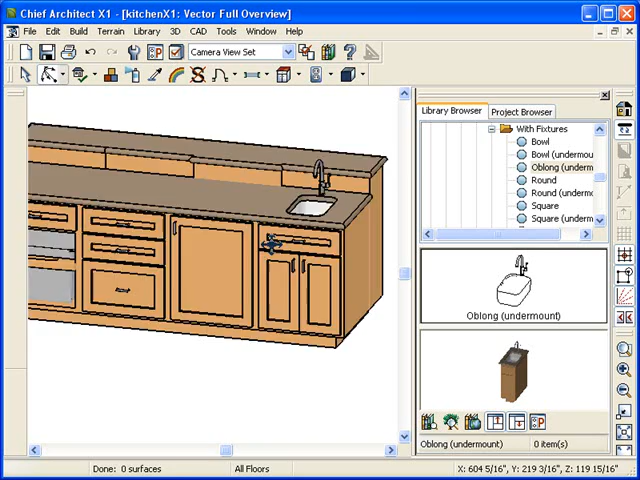 Chief Architect X1 - [kitchenX1: Vector Full Overview]
File Edit Build Terrain Library 3D CAD Tools Window Help
Camera View Set
Library Browser Project Browser
With Fixtures
Bowl
Bowl (undermou
Oblong (underm
Round
Round (underm
Square
Square (underm
Oblong (undermount)
Oblong (undermount) 0 item(s)
Done: 0 surfaces All Floors X: 604 5/16", Y: 219 3/16", Z: 119 15/16"